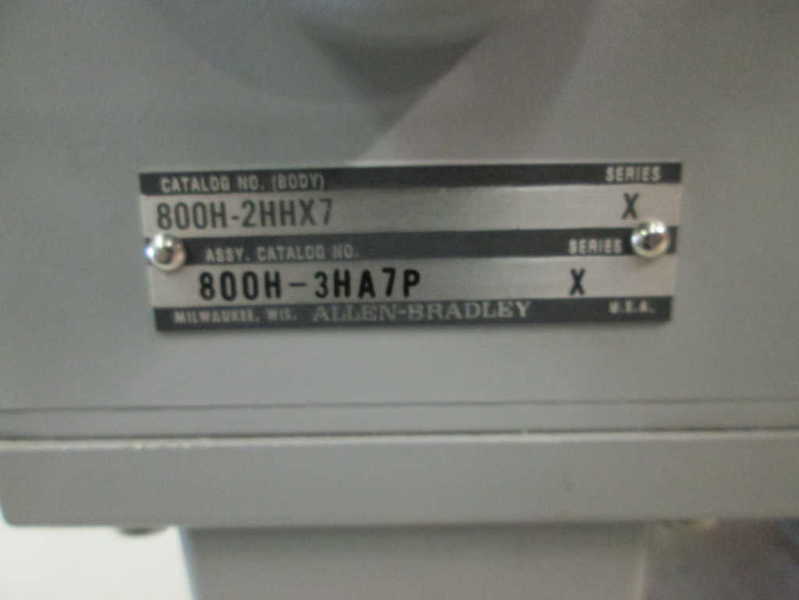 CATALOG NO. (BODY) SERIES
800H-2HHX7 X
ASSY. CATALOG NO. SERIES
800H-3HA7P X
MILWAUKEE, WIS. ALLEN-BRADLEY U.S.A.